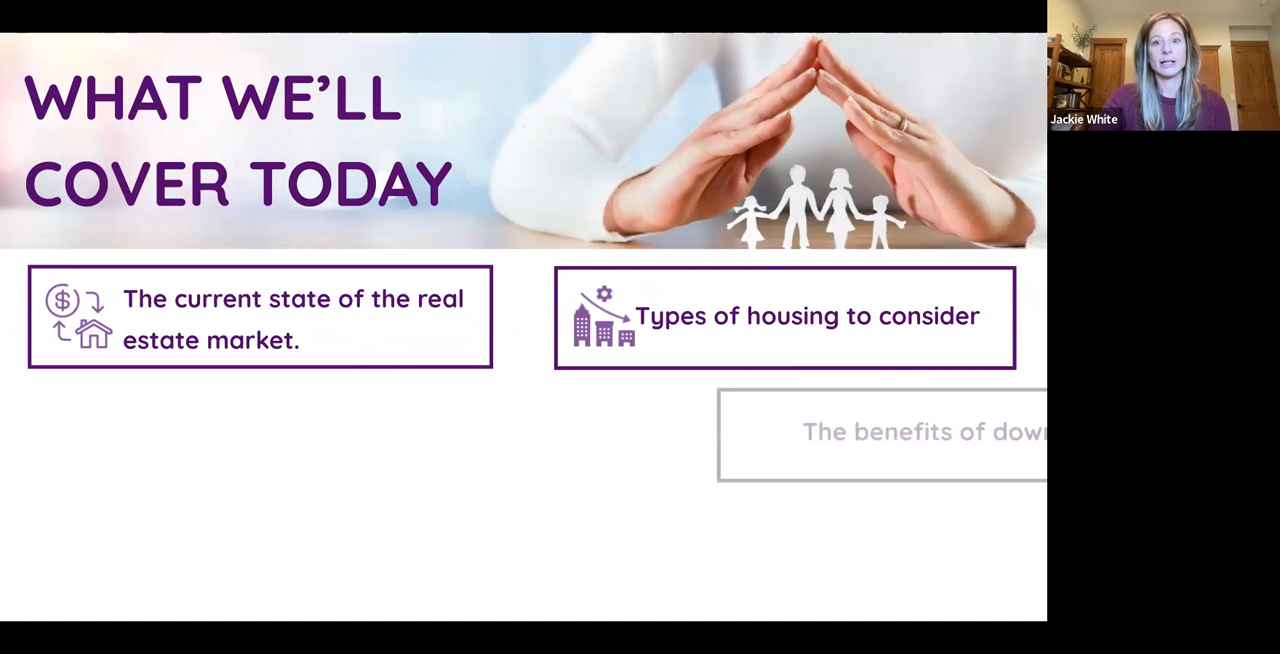 WHAT WE’LL
COVER TODAY
Jackie White
The current state of the real
estate market.
Types of housing to consider
The benefits of down